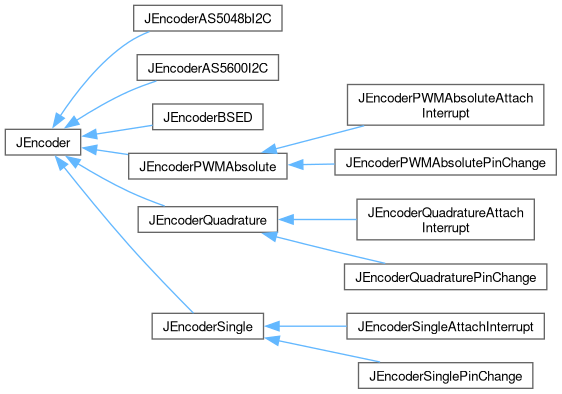 JEncoderAS5048bI2C
JEncoderAS5600I2C
JEncoderBSED
JEncoder
JEncoderPWMAbsolute
JEncoderPWMAbsoluteAttach
Interrupt
JEncoderPWMAbsolutePinChange
JEncoderQuadrature
JEncoderQuadratureAttach
Interrupt
JEncoderQuadraturePinChange
JEncoderSingle
JEncoderSingleAttachInterrupt
JEncoderSinglePinChange